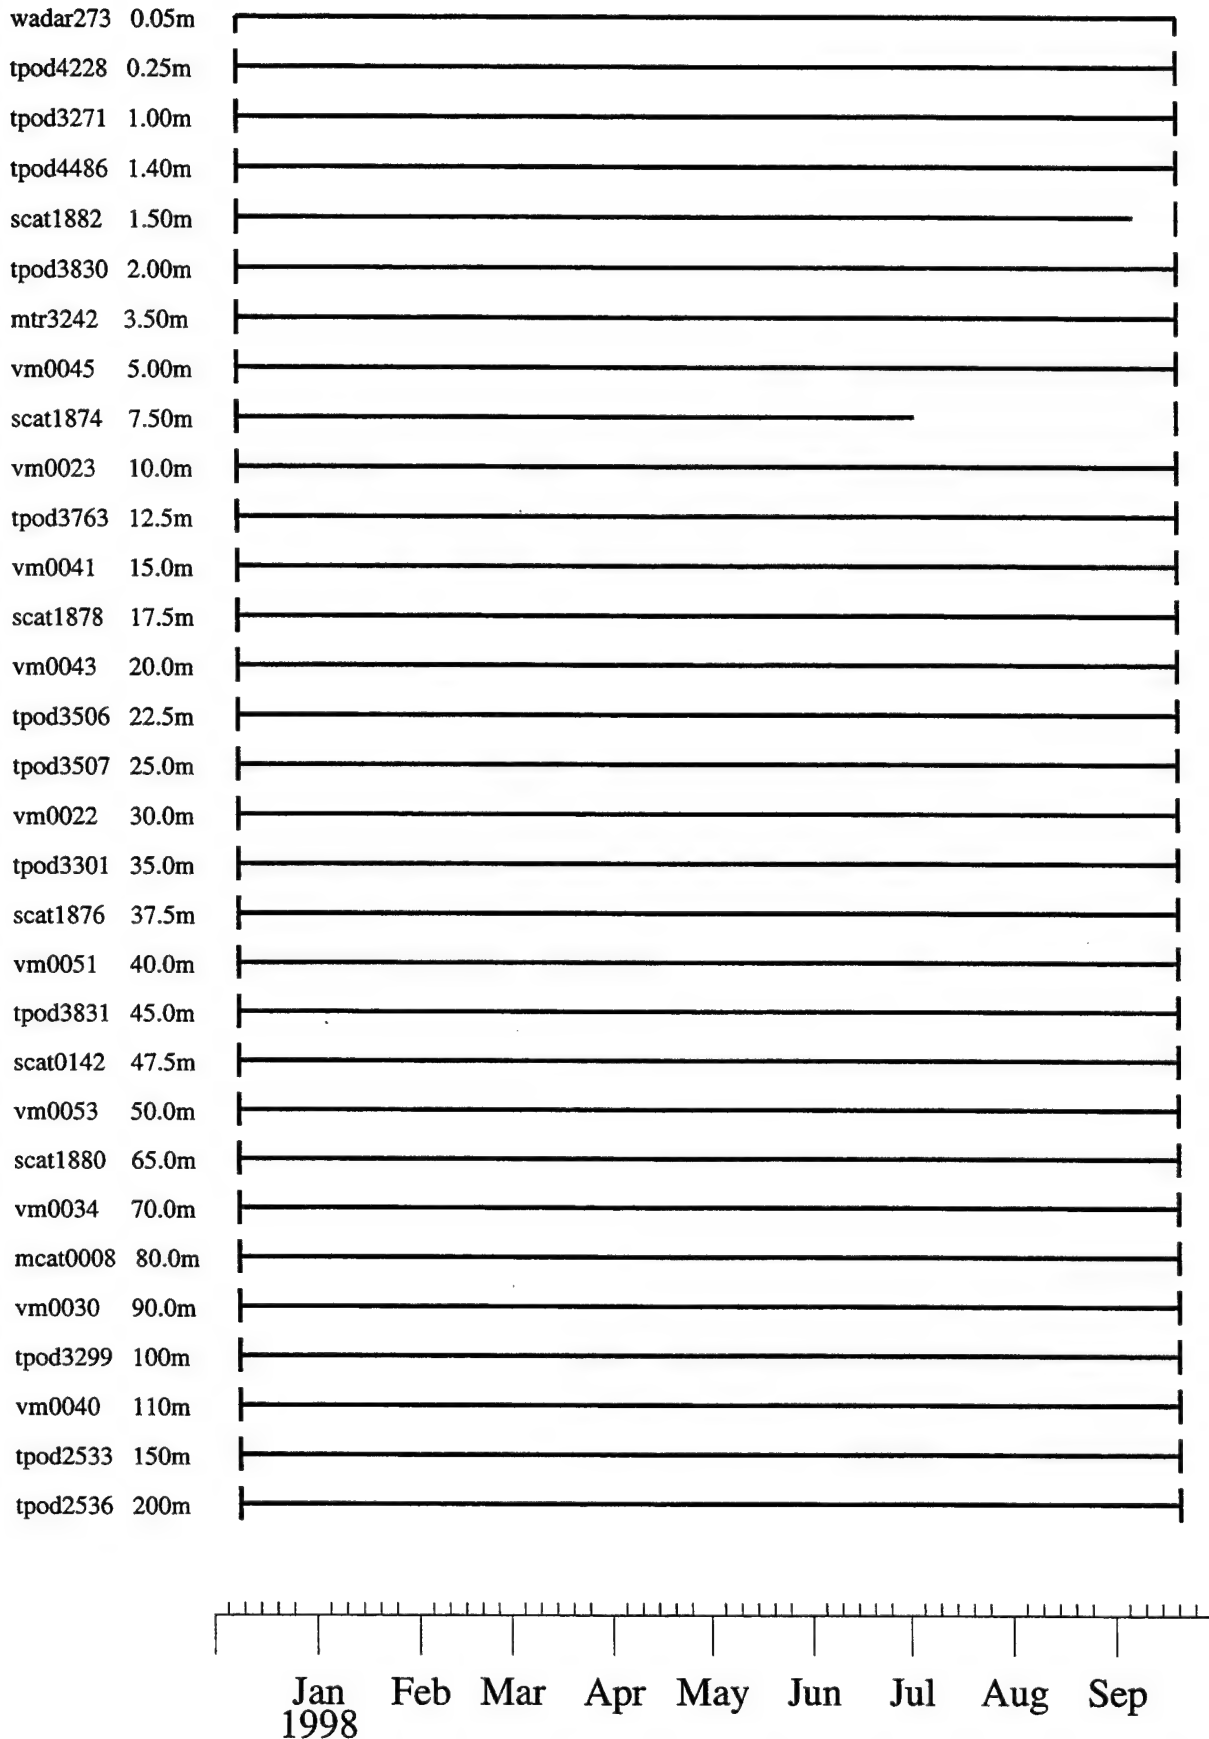 wadar273 0.05m
tpod4228 0.25m
tpod3271 1.00m
tpod4486 1.40m
scat1882 1.50m
tpod3830 2.00m
mtr3242 3.50m
vm0045 5.00m
scat1874 7.50m
vm0023 10.0m
tpod3763 12.5m
vm0041 15.0m
scat1878 17.5m
vm0043 20.0m
tpod3506 22.5m
tpod3507 25.0m
vm0022 30.0m
tpod3301 35.0m
scat1876 37.5m
vm0051 40.0m
tpod3831 45.0m
scat0142 47.5m
vm0053 50.0m
scat1880 65.0m
vm0034 70.0m
mcat0008 80.0m
vm0030 90.0m
tpod3299 100m
vm0040 110m
tpod2533 150m
tpod2536 200m
Jan Feb Mar Apr May Jun Jul Aug Sep
1998